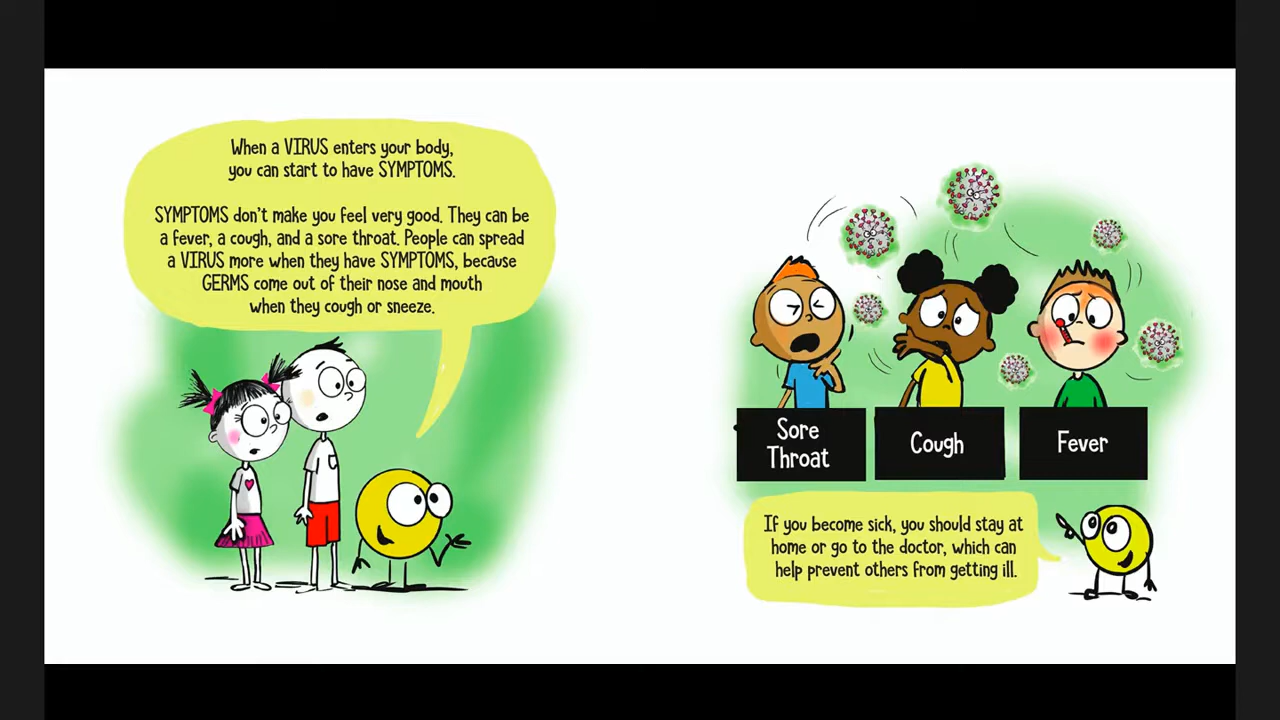 When a VIRUS enters your body,
you can start to have SYMPTOMS.
SYMPTOMS don't make you feel very good. They can be
a fever, a cough, and a sore throat. People can spread
a VIRUS more when they have SYMPTOMS, because
GERMS come out of their nose and mouth
when they cough or sneeze.
Sore
Throat
Cough
Fever
If you become sick, you should stay at
home or go to the doctor, which can
help prevent others from getting ill.